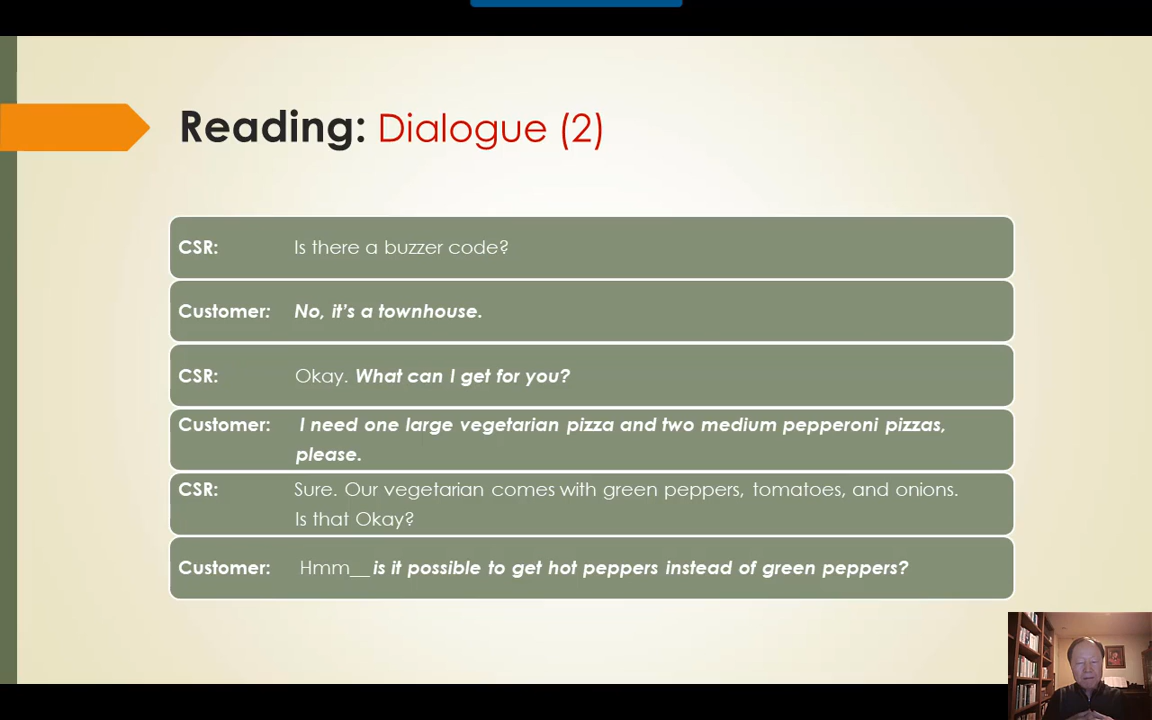 Reading: Dialogue (2)
CSR: Is there a buzzer code?
Customer: No, it’s a townhouse.
CSR: Okay. What can I get for you?
Customer: I need one large vegetarian pizza and two medium pepperoni pizzas,
please.
CSR: Sure. Our vegetarian comes with green peppers, tomatoes, and onions.
Is that Okay?
Customer: Hmm__ is it possible to get hot peppers instead of green peppers?